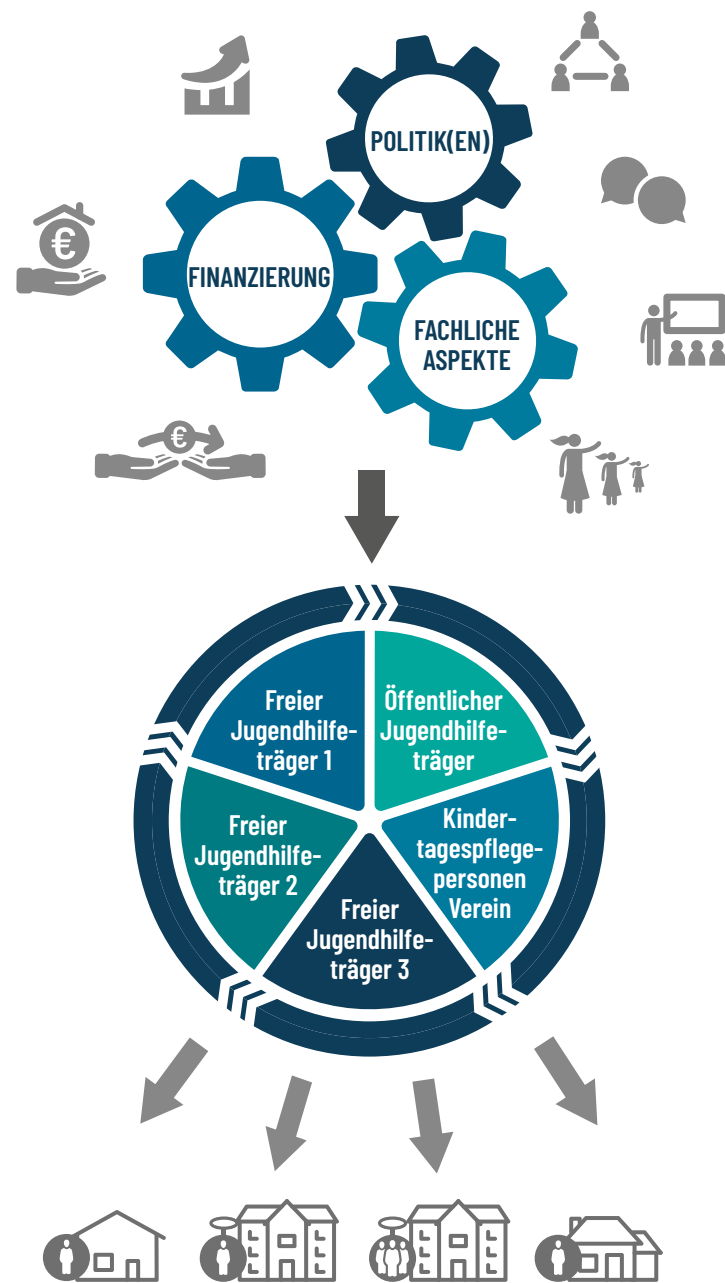 POLITIK(EN)
€
FINANZIERUNG
FACHLICHE
ASPEKTE
€
Freier
Jugendhilfe-
träger 1
Öffentlicher
Jugendhilfe-
träger
Freier
Jugendhilfe-
träger 2
Kinder-
tagespflege-
personen
Verein
Freier
Jugendhilfe-
träger 3